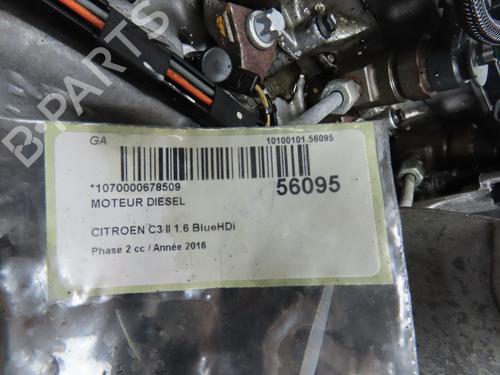 B-PARTS
GA
10100101.56095
*1070000678509
56095
MOTEUR DIESEL
CITROEN C3 II 1.6 BlueHDi
Phase 2 cc / Année 2016